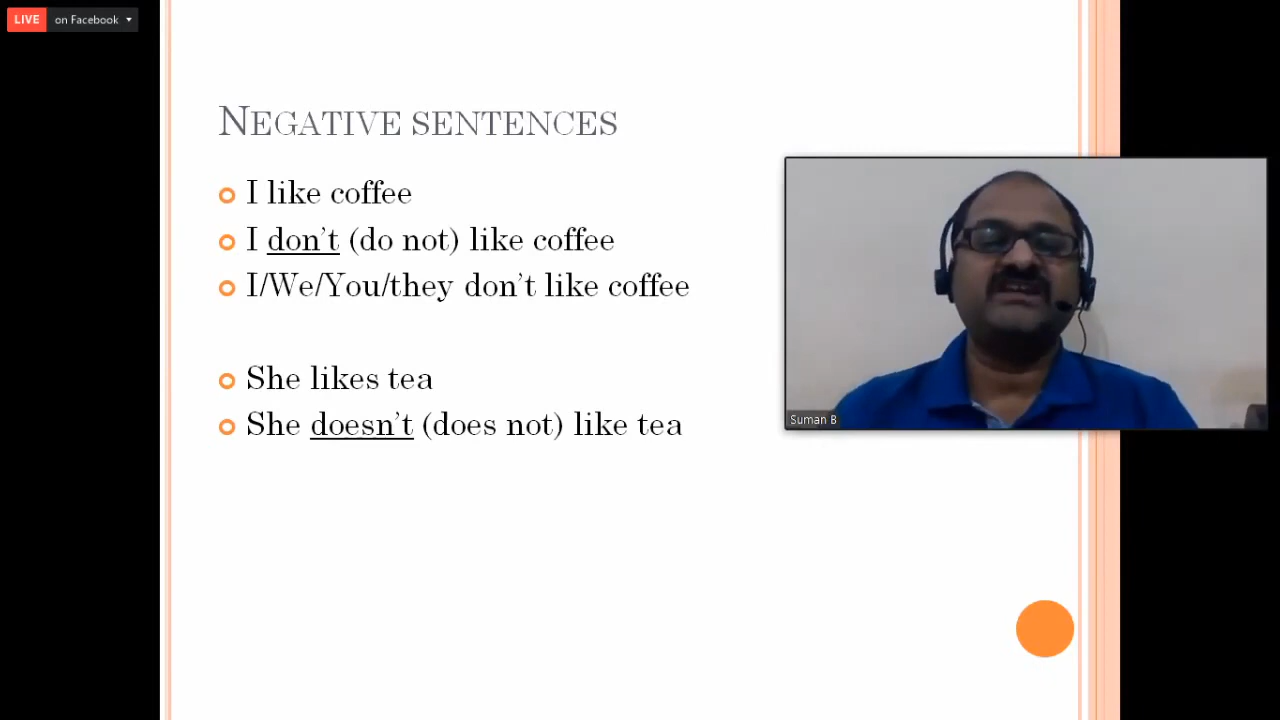 LIVE on Facebook
NEGATIVE SENTENCES
I like coffee
I don't (do not) like coffee
I/We/You/they don't like coffee
She likes tea
She doesn't (does not) like tea
Suman B